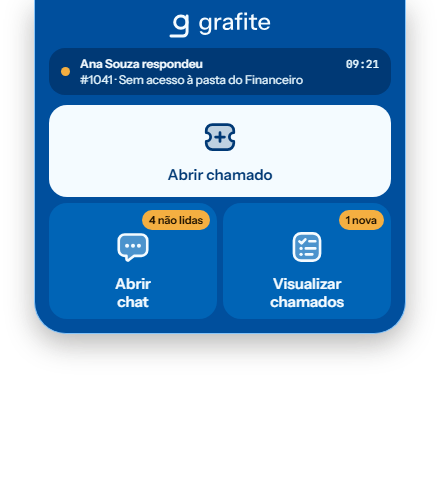 grafite
Ana Souza respondeu 09:21
#1041 · Sem acesso à pasta do Financeiro
Abrir chamado
4 não lidas
Abrir
chat
1 nova
Visualizar
chamados